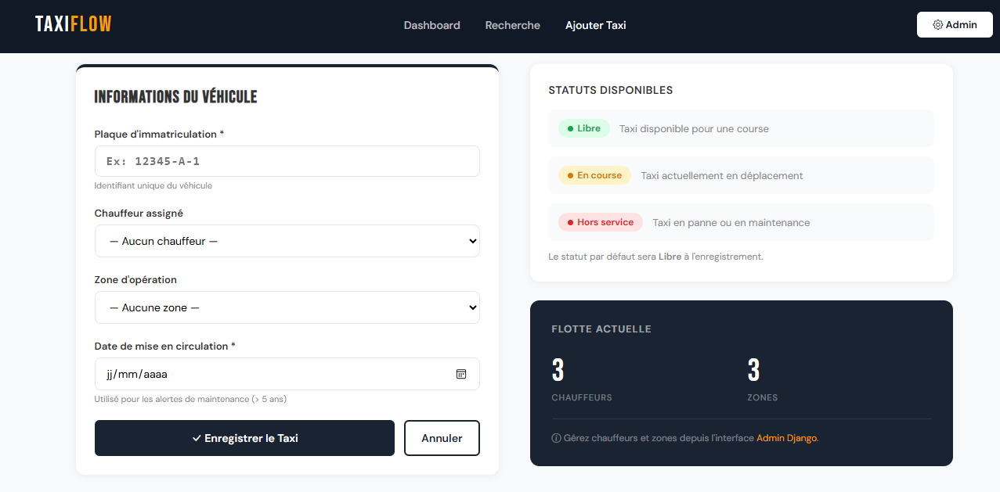 TAXIFLOW
Dashboard Recherche Ajouter Taxi
Admin
INFORMATIONS DU VÉHICULE
Plaque d'immatriculation *
Ex: 12345-A-1
Identifiant unique du véhicule
Chauffeur assigné
— Aucun chauffeur —
Zone d'opération
— Aucune zone —
Date de mise en circulation *
jj/mm/aaaa
Utilisé pour les alertes de maintenance (> 5 ans)
✓ Enregistrer le Taxi
Annuler
STATUTS DISPONIBLES
Libre Taxi disponible pour une course
En course Taxi actuellement en déplacement
Hors service Taxi en panne ou en maintenance
Le statut par défaut sera Libre à l'enregistrement.
FLOTTE ACTUELLE
3 3
CHAUFFEURS ZONES
Gérez chauffeurs et zones depuis l'interface Admin Django.